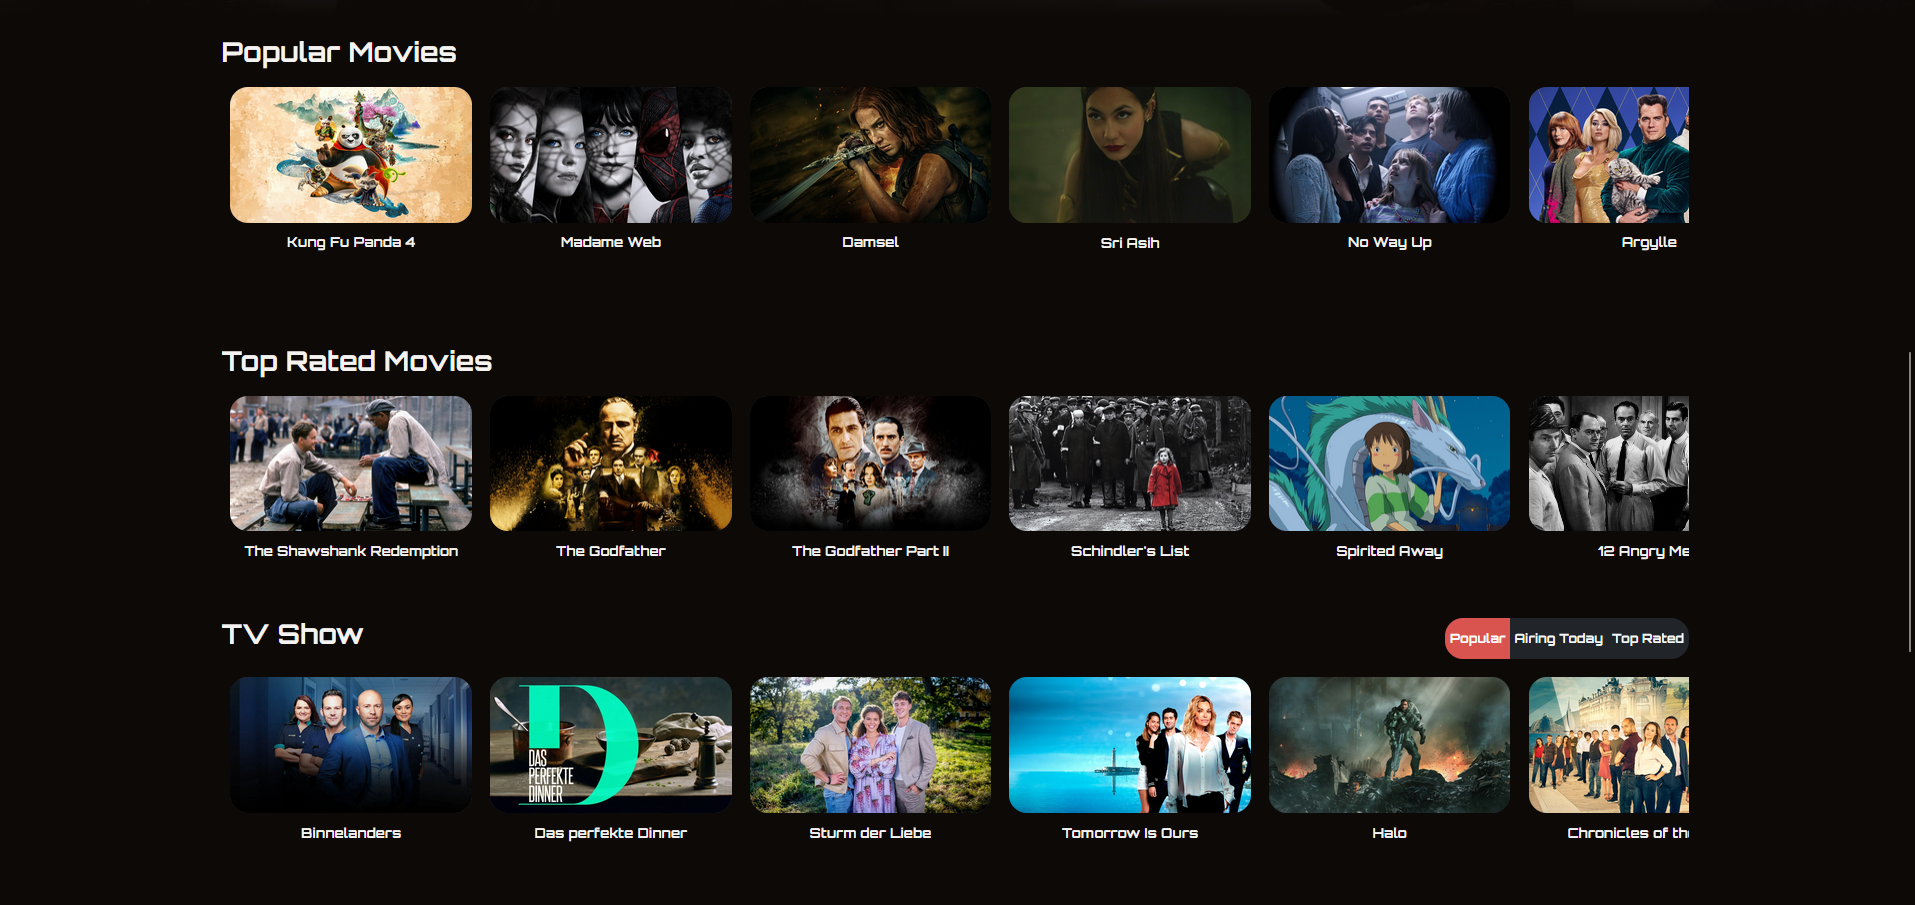 Popular Movies
Kung Fu Panda 4
Madame Web
Damsel
Sri Asih
No Way Up
Argylle
Top Rated Movies
The Shawshank Redemption
The Godfather
The Godfather Part II
Schindler's List
Spirited Away
12 Angry Me
TV Show
Popular
Airing Today
Top Rated
DAS
PERFEKTE
DINNER
Binnelanders
Das perfekte Dinner
Sturm der Liebe
Tomorrow Is Ours
Halo
Chronicles of th